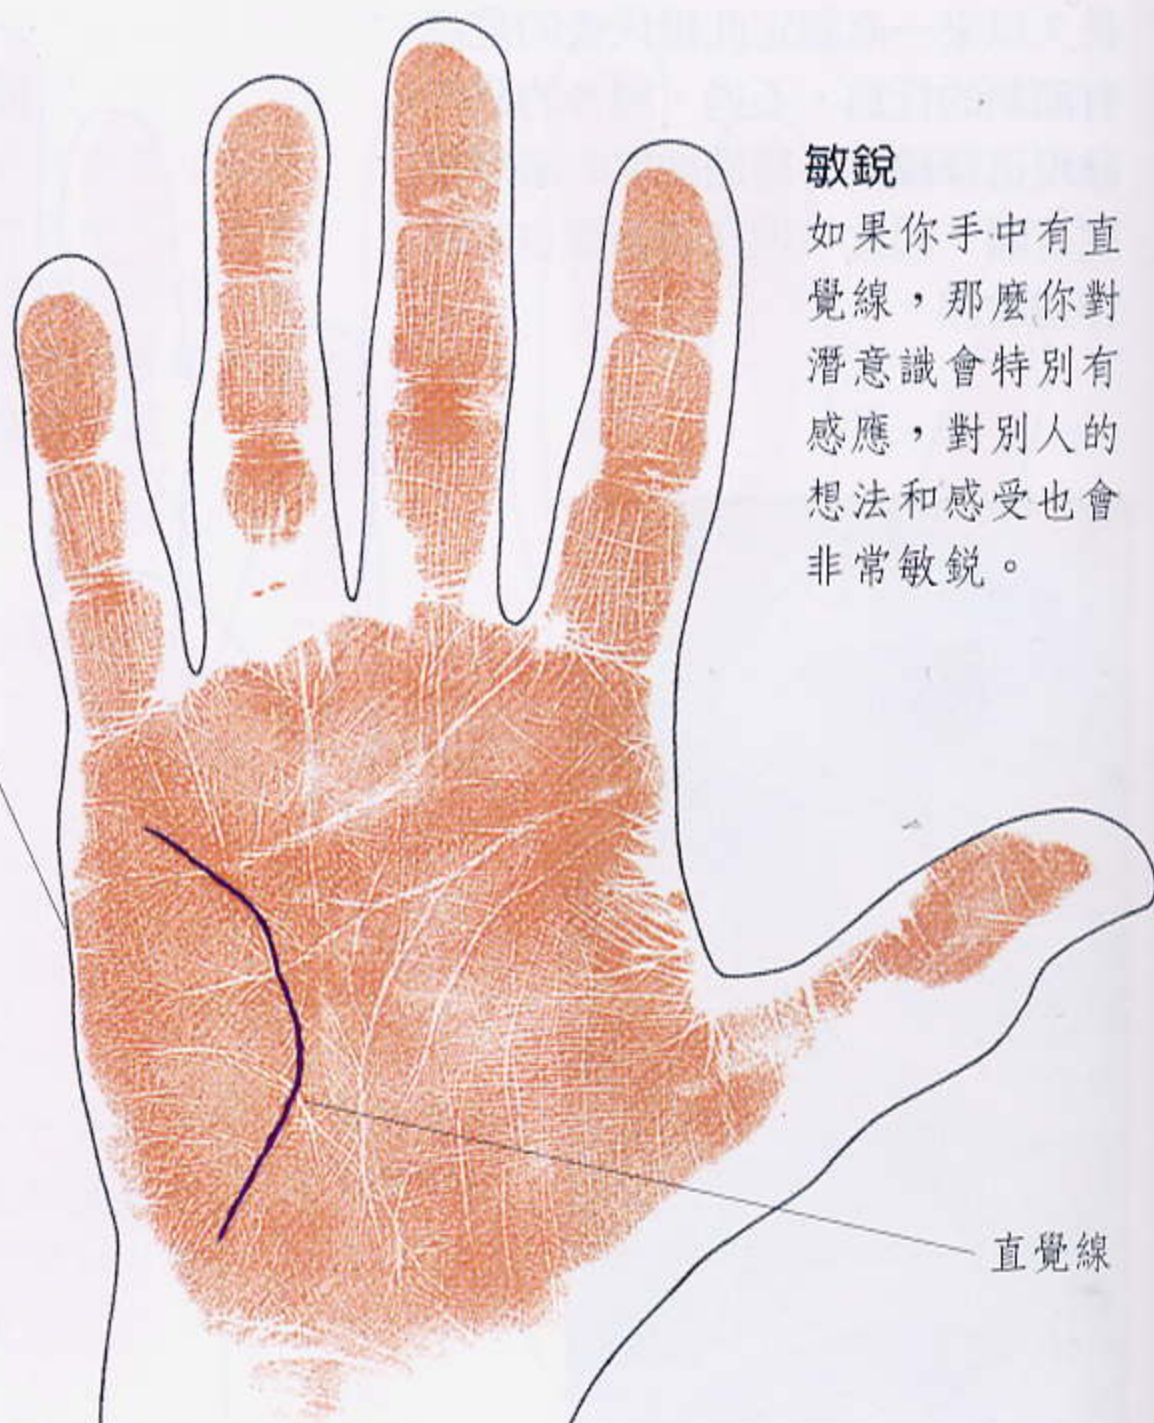 敏銳
如果你手中有直
覺線，那麼你對
潛意識會特別有
感應，對別人的
想法和感受也會
非常敏銳。
直覺線